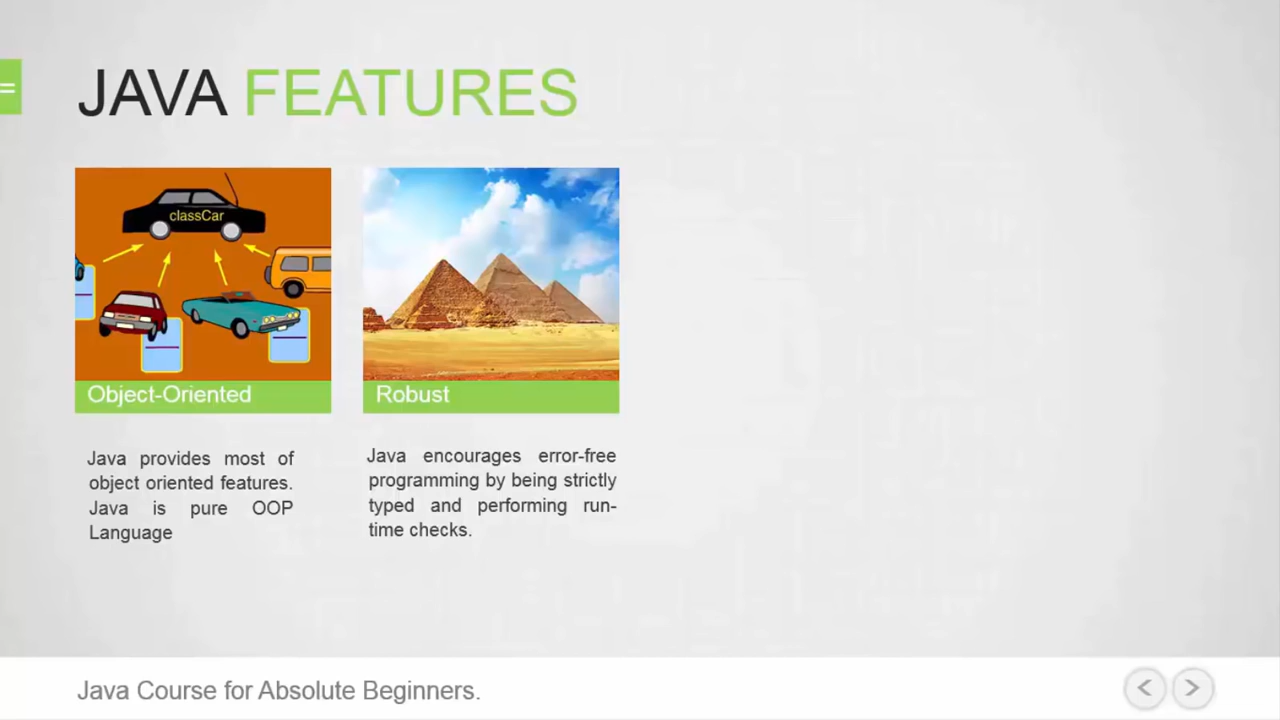 JAVA FEATURES
classCar
Object-Oriented
Java provides most of
object oriented features.
Java is pure OOP
Language
Robust
Java encourages error-free
programming by being strictly
typed and performing run-
time checks.
Java Course for Absolute Beginners.